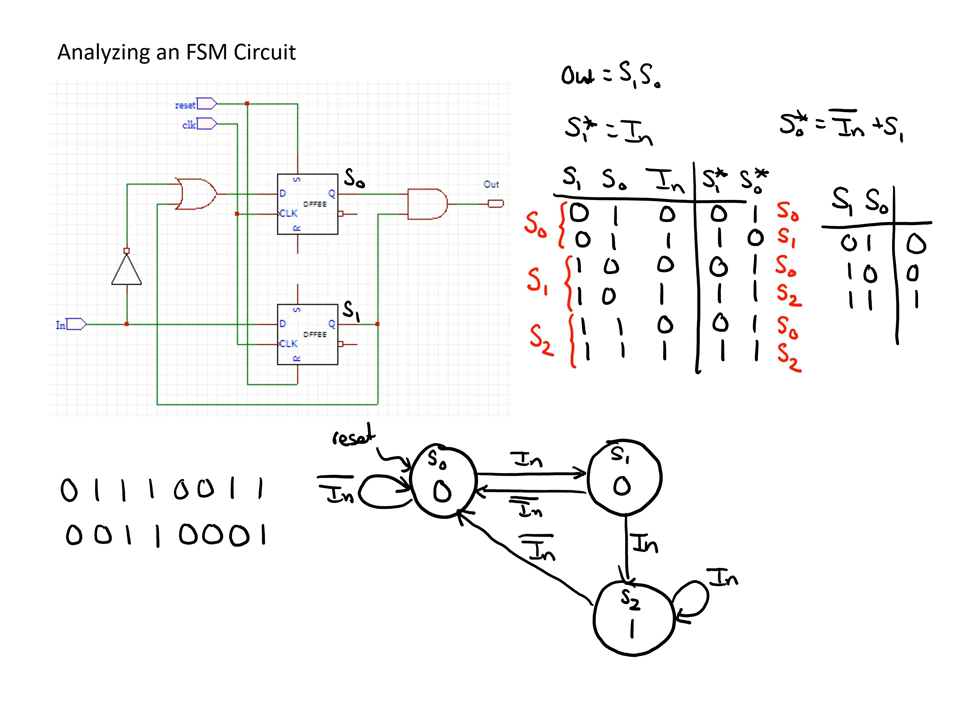 Analyzing an FSM Circuit
reset
clk
S₀
S
D
Q
DFFEE
CLK
R
Out
S₁
S
In
D
Q
DFFEE
CLK
R
Out = S₁S₀
S₁* = In
S₀* = I̅n̅ + S₁
S₁ S₀ In S₁* S₀*
S₀ 0 1 0 0 1 S₀
0 1 1 1 0 S₁
S₁ 1 0 0 0 1 S₀
1 0 1 1 1 S₂
S₂ 1 1 0 0 1 S₀
1 1 1 1 1 S₂
S₁ S₀
0 1 0
1 0 0
1 1 1
0 1 1 1 0 0 1 1
0 0 1 1 0 0 0 1
reset
S₀
0
I̅n̅
In
I̅n̅
S₁
0
In
I̅n̅
S₂
1
In